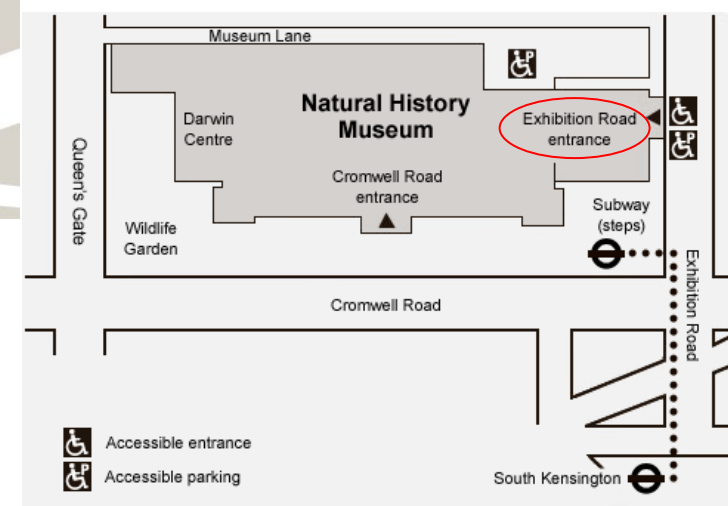 Museum Lane
Natural History
Museum
Darwin
Centre
Exhibition Road
entrance
Cromwell Road
entrance
Queen's Gate
Wildlife
Garden
Subway
(steps)
Exhibition Road
Cromwell Road
Accessible entrance
P
Accessible parking
South Kensington